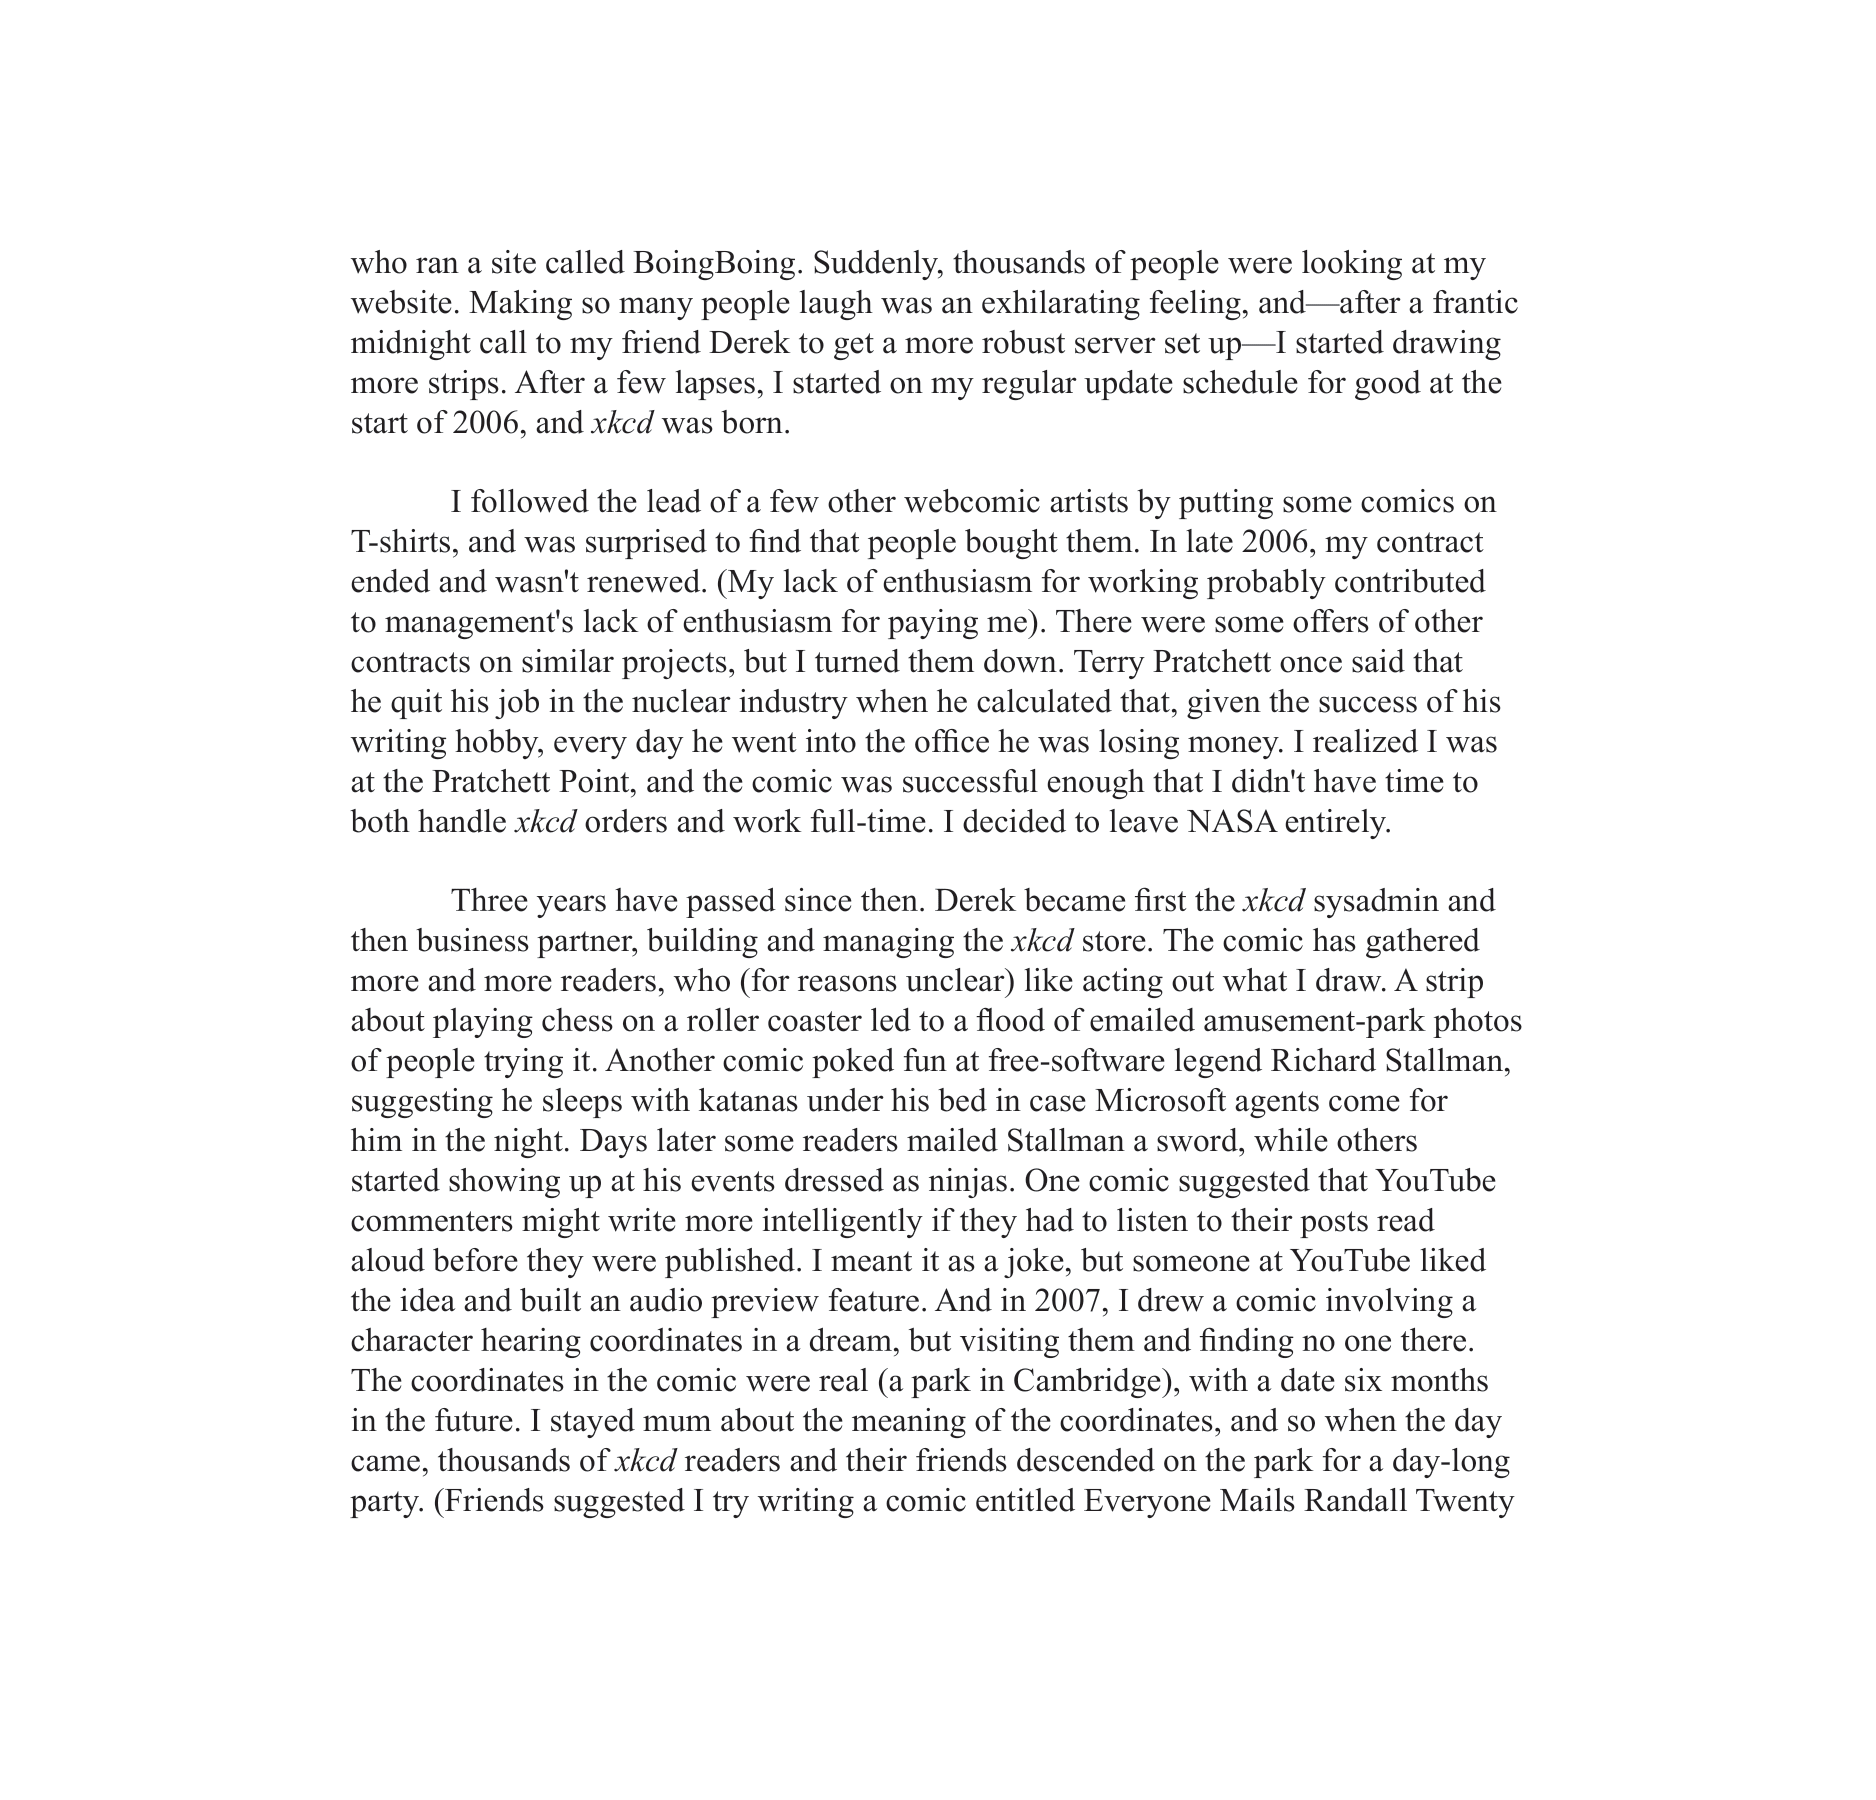 who ran a site called BoingBoing. Suddenly, thousands of people were looking at my
website. Making so many people laugh was an exhilarating feeling, and—after a frantic
midnight call to my friend Derek to get a more robust server set up—I started drawing
more strips. After a few lapses, I started on my regular update schedule for good at the
start of 2006, and xkcd was born.
I followed the lead of a few other webcomic artists by putting some comics on
T-shirts, and was surprised to find that people bought them. In late 2006, my contract
ended and wasn't renewed. (My lack of enthusiasm for working probably contributed
to management's lack of enthusiasm for paying me). There were some offers of other
contracts on similar projects, but I turned them down. Terry Pratchett once said that
he quit his job in the nuclear industry when he calculated that, given the success of his
writing hobby, every day he went into the office he was losing money. I realized I was
at the Pratchett Point, and the comic was successful enough that I didn't have time to
both handle xkcd orders and work full-time. I decided to leave NASA entirely.
Three years have passed since then. Derek became first the xkcd sysadmin and
then business partner, building and managing the xkcd store. The comic has gathered
more and more readers, who (for reasons unclear) like acting out what I draw. A strip
about playing chess on a roller coaster led to a flood of emailed amusement-park photos
of people trying it. Another comic poked fun at free-software legend Richard Stallman,
suggesting he sleeps with katanas under his bed in case Microsoft agents come for
him in the night. Days later some readers mailed Stallman a sword, while others
started showing up at his events dressed as ninjas. One comic suggested that YouTube
commenters might write more intelligently if they had to listen to their posts read
aloud before they were published. I meant it as a joke, but someone at YouTube liked
the idea and built an audio preview feature. And in 2007, I drew a comic involving a
character hearing coordinates in a dream, but visiting them and finding no one there.
The coordinates in the comic were real (a park in Cambridge), with a date six months
in the future. I stayed mum about the meaning of the coordinates, and so when the day
came, thousands of xkcd readers and their friends descended on the park for a day-long
party. (Friends suggested I try writing a comic entitled Everyone Mails Randall Twenty